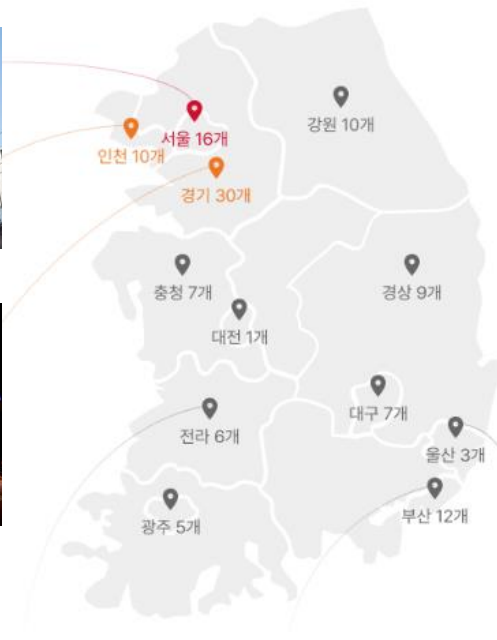 강원 10개
서울 16개
인천 10개
경기 30개
충청 7개
경상 9개
대전 1개
대구 7개
전라 6개
울산 3개
부산 12개
광주 5개